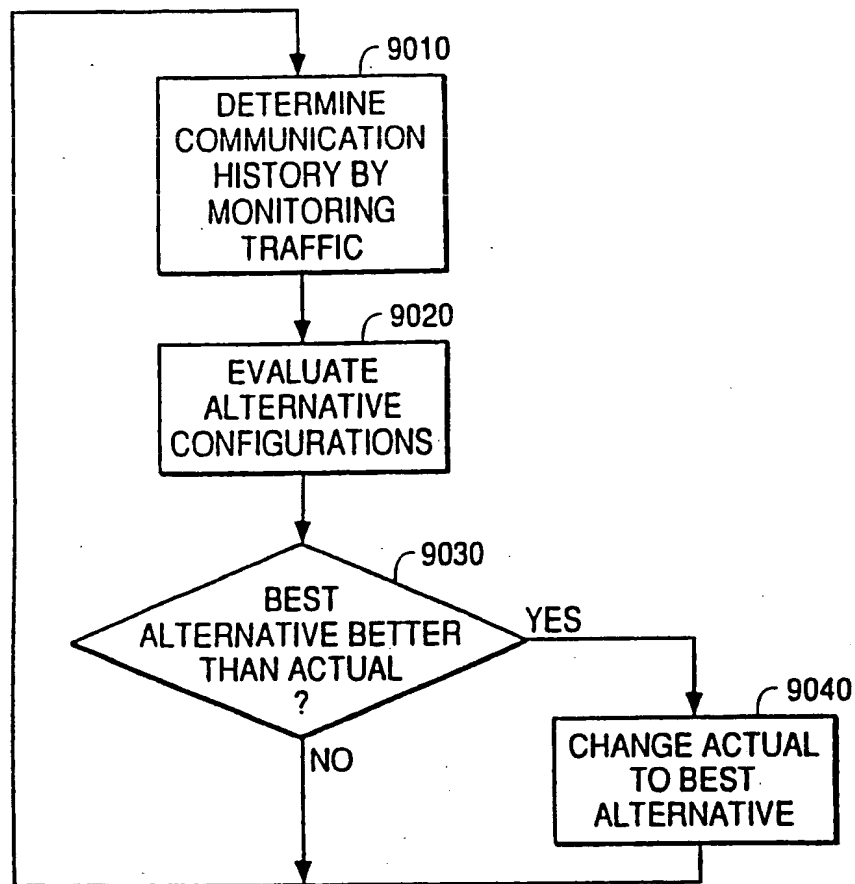 9010
DETERMINE
COMMUNICATION
HISTORY BY
MONITORING
TRAFFIC
9020
EVALUATE
ALTERNATIVE
CONFIGURATIONS
9030
BEST
ALTERNATIVE BETTER
THAN ACTUAL
?
YES
NO
9040
CHANGE ACTUAL
TO BEST
ALTERNATIVE